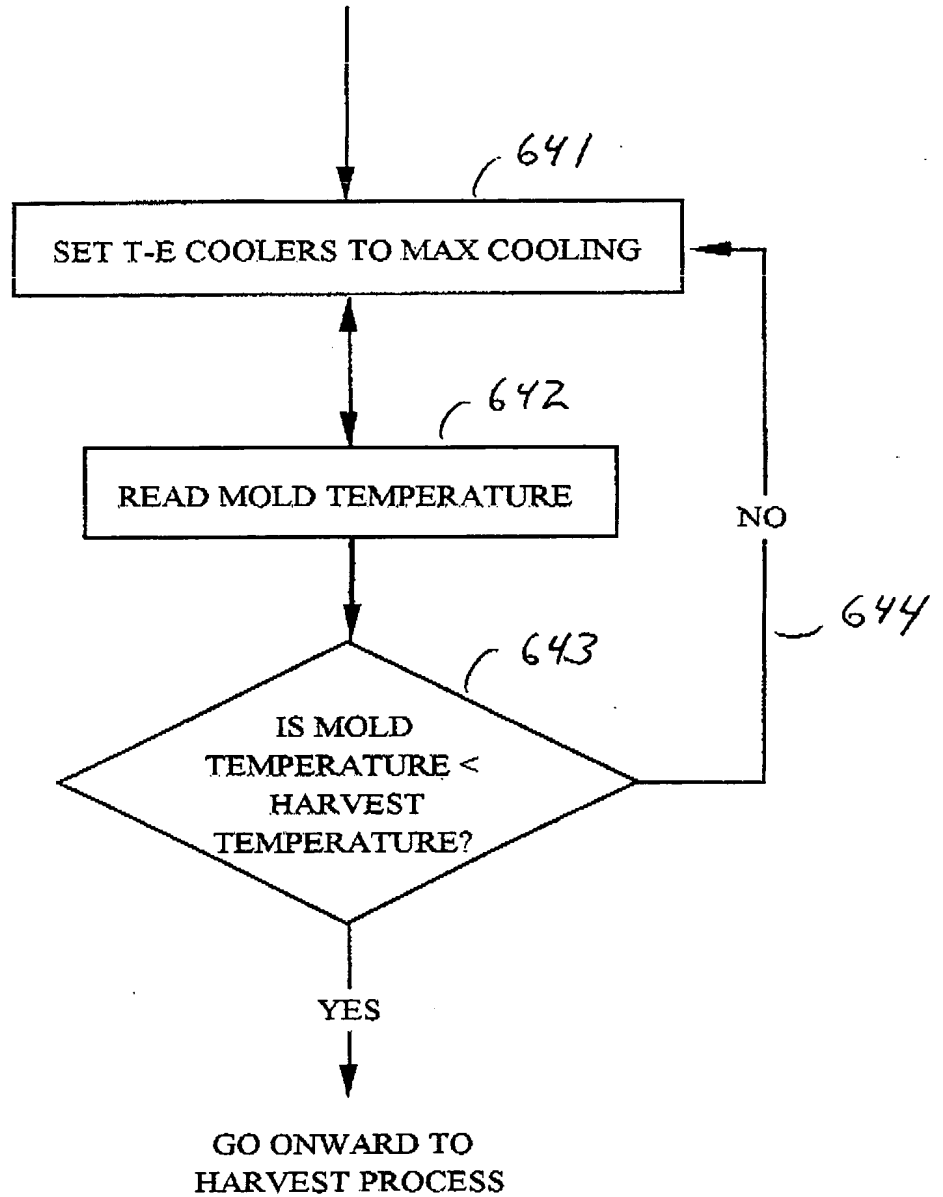 641
SET T-E COOLERS TO MAX COOLING
642
READ MOLD TEMPERATURE
NO
644
643
IS MOLD
TEMPERATURE <
HARVEST
TEMPERATURE?
YES
GO ONWARD TO
HARVEST PROCESS